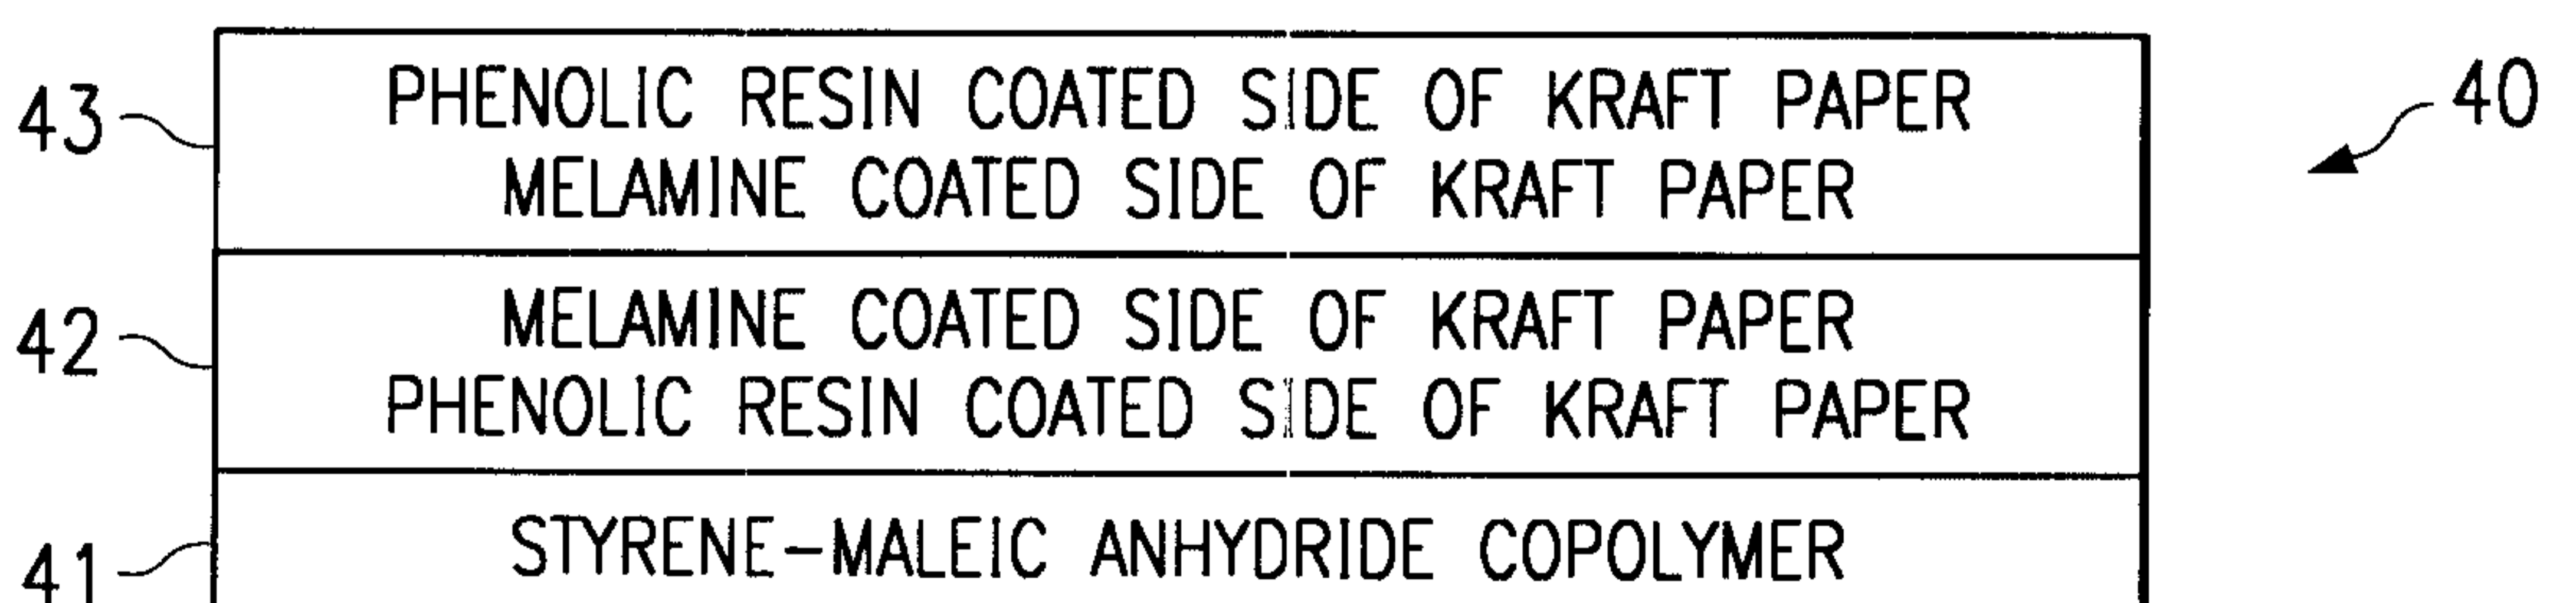 43 PHENOLIC RESIN COATED SIDE OF KRAFT PAPER 40
MELAMINE COATED SIDE OF KRAFT PAPER
42 MELAMINE COATED SIDE OF KRAFT PAPER
PHENOLIC RESIN COATED SIDE OF KRAFT PAPER
41 STYRENE-MALEIC ANHYDRIDE COPOLYMER